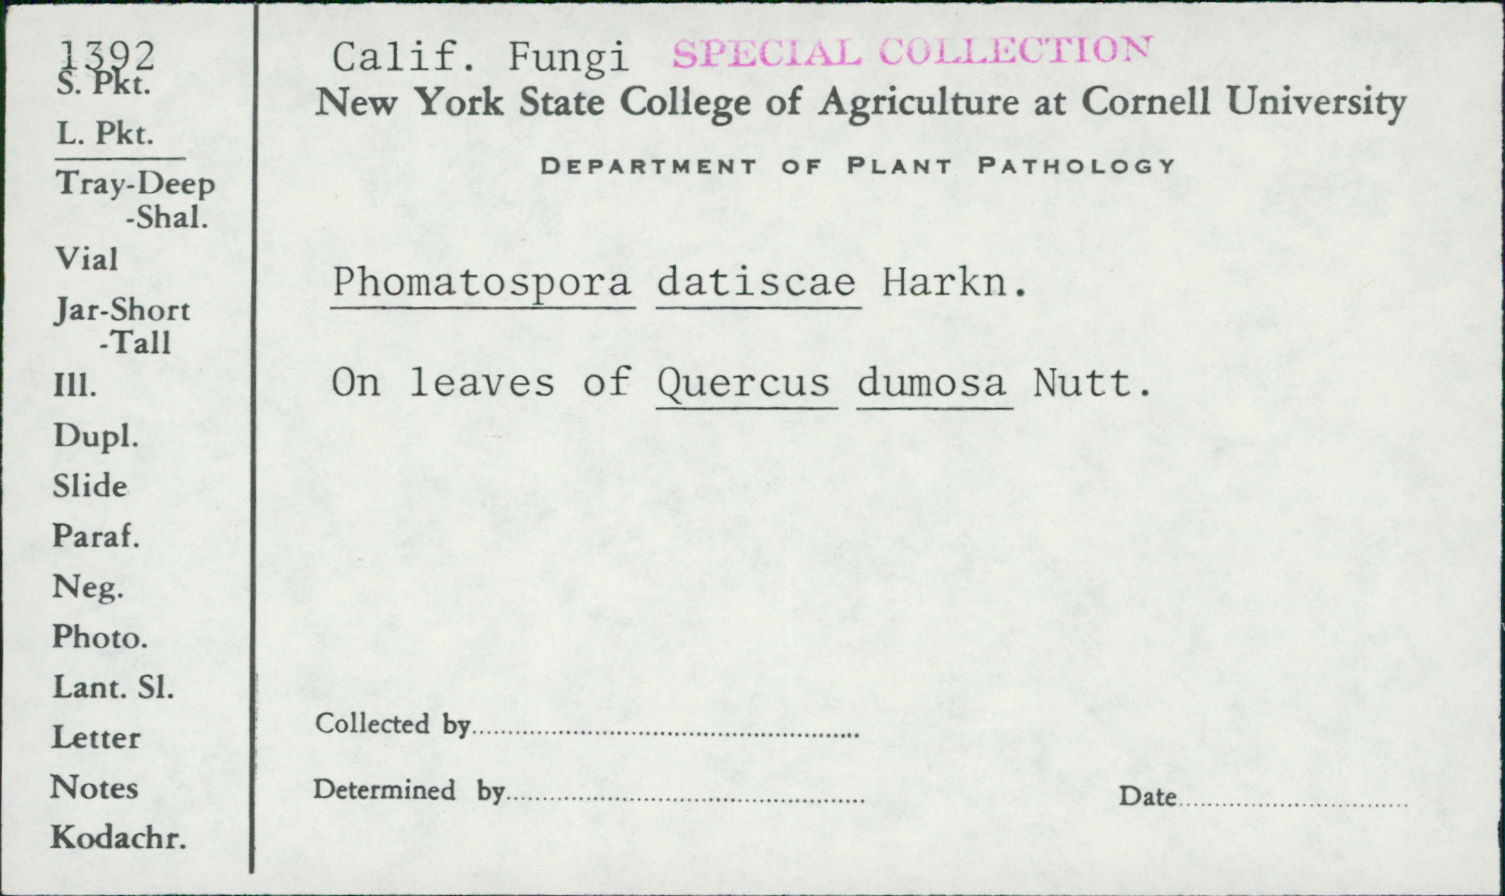 1392
S. Pkt.
L. Pkt.
Tray-Deep
-Shal.
Vial
Jar-Short
-Tall
Ill.
Dupl.
Slide
Paraf.
Neg.
Photo.
Lant. Sl.
Letter
Notes
Kodachr.
Calif. Fungi SPECIAL COLLECTION
New York State College of Agriculture at Cornell University
DEPARTMENT OF PLANT PATHOLOGY
Phomatospora datiscae Harkn.
On leaves of Quercus dumosa Nutt.
Collected by
Determined by
Date